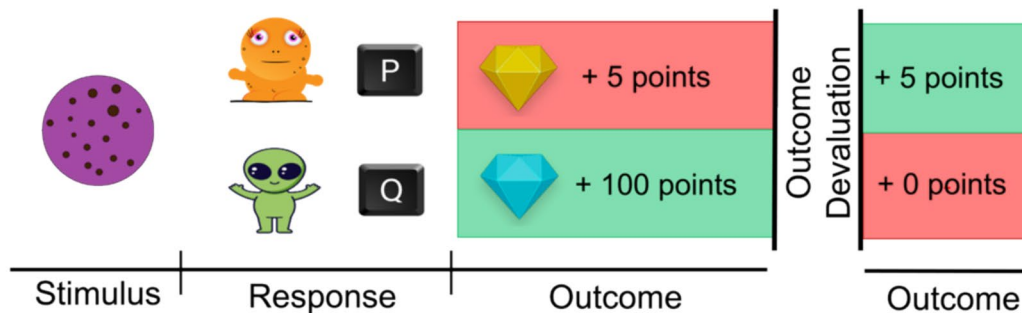 P
+ 5 points
Q
+ 100 points
Outcome
Devaluation
+ 5 points
+ 0 points
Stimulus
Response
Outcome
Outcome